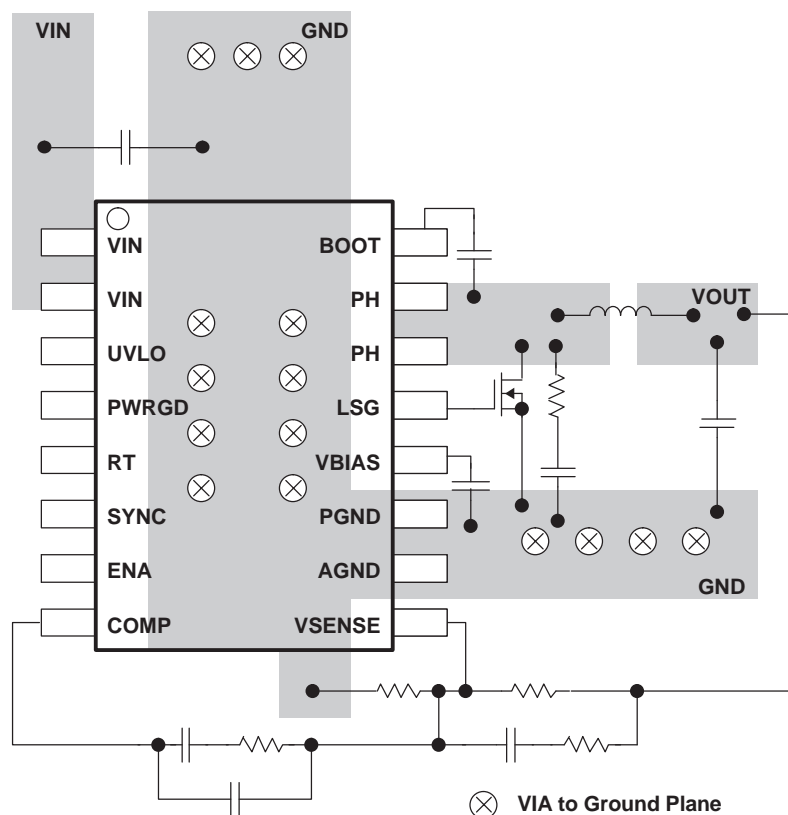 VIN
GND
VIN
BOOT
VIN
PH
VOUT
UVLO
PH
PWRGD
LSG
RT
VBIAS
SYNC
PGND
ENA
AGND
GND
COMP
VSENSE
VIA to Ground Plane